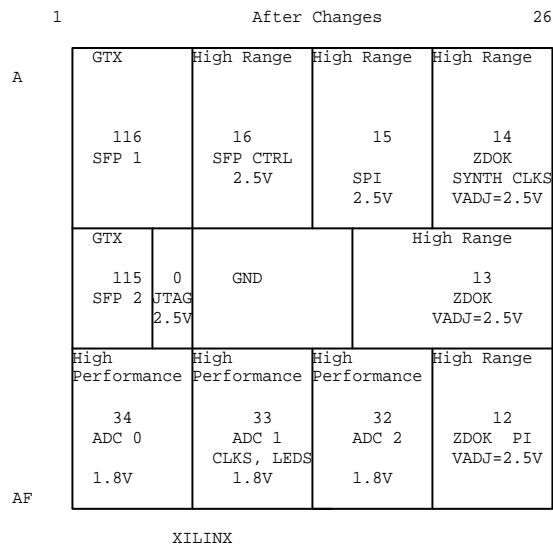 1 After Changes 26
A
GTX
116
SFP 1
High Range
16
SFP CTRL
2.5V
High Range
15
SPI
2.5V
High Range
14
ZDOK
SYNTH CLKS
VADJ=2.5V
GTX
115
SFP 2
0
JTAG
2.5V
GND
High Range
13
ZDOK
VADJ=2.5V
High
Performance
34
ADC 0
1.8V
High
Performance
33
ADC 1
CLKS, LEDS
1.8V
High
Performance
32
ADC 2
1.8V
High Range
12
ZDOK PI
VADJ=2.5V
AF
XILINX